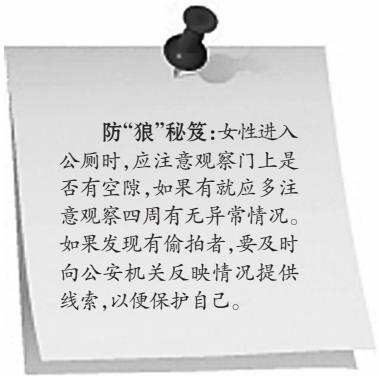 防“狼”秘笈:女性进入
公厕时,应注意观察门上是
否有空隙,如果有就应多注
意观察四周有无异常情况。
如果发现有偷拍者,要及时
向公安机关反映情况提供
线索,以便保护自己。